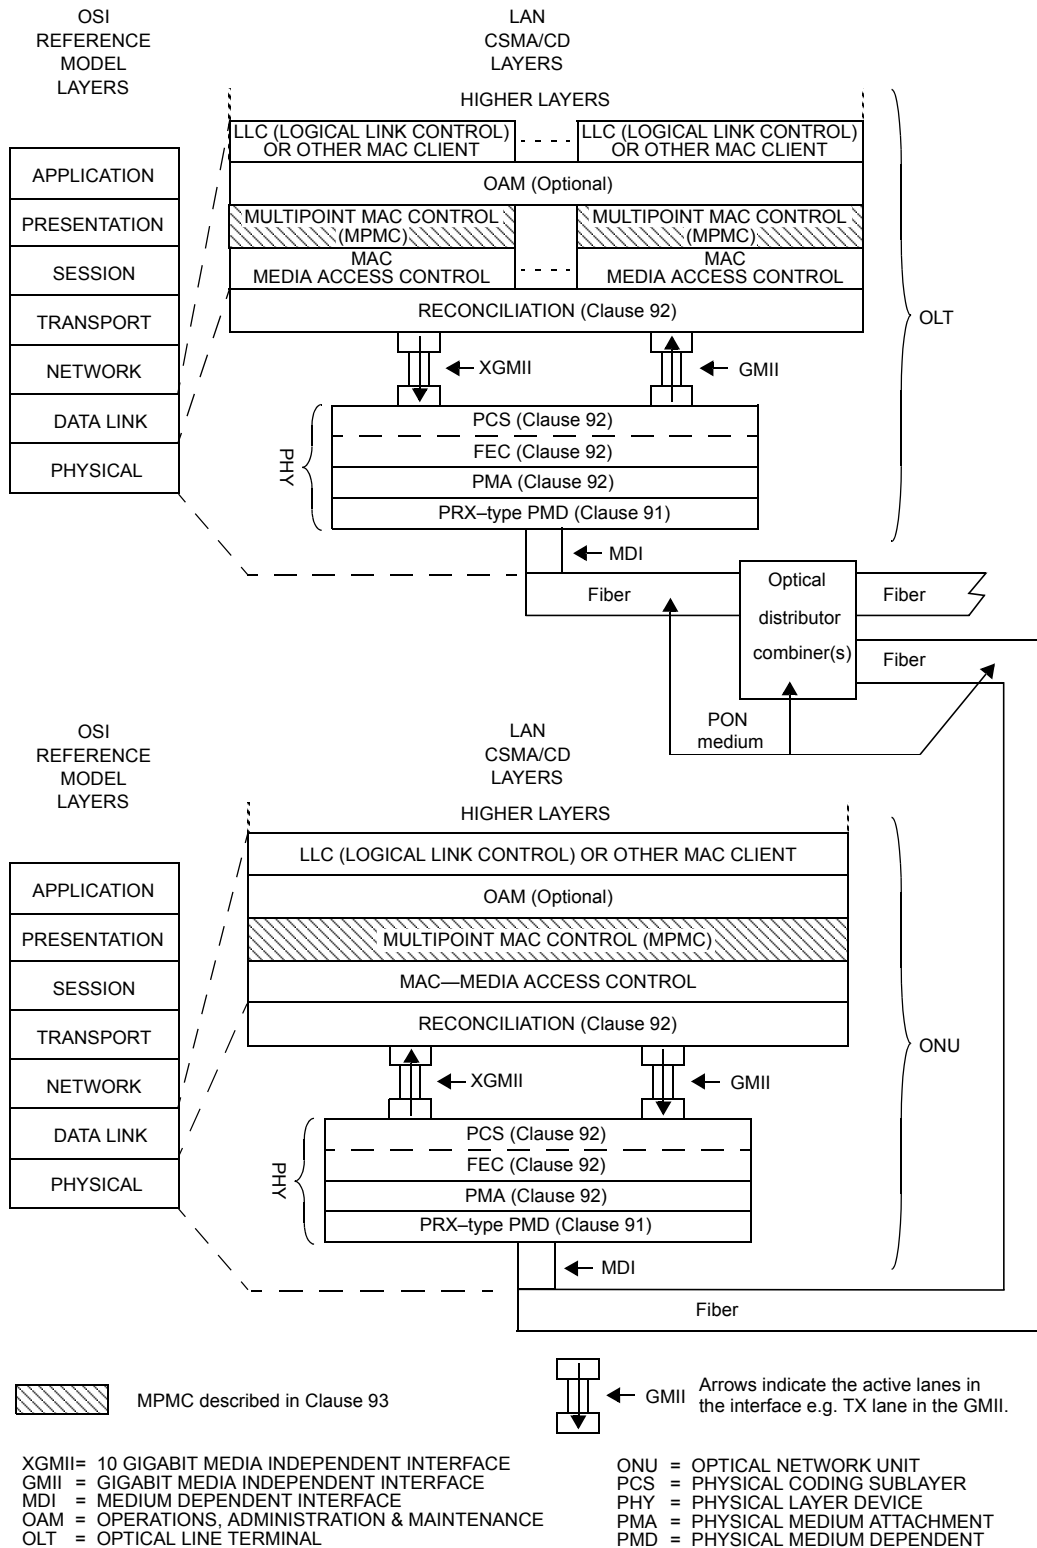 OSI
REFERENCE
MODEL
LAYERS
LAN
CSMA/CD
LAYERS
HIGHER LAYERS
LLC (LOGICAL LINK CONTROL)
OR OTHER MAC CLIENT
LLC (LOGICAL LINK CONTROL)
OR OTHER MAC CLIENT
OAM (Optional)
MULTIPOINT MAC CONTROL
(MPMC)
MULTIPOINT MAC CONTROL
(MPMC)
MAC
MEDIA ACCESS CONTROL
MAC
MEDIA ACCESS CONTROL
RECONCILIATION (Clause 92)
APPLICATION
PRESENTATION
SESSION
TRANSPORT
NETWORK
DATA LINK
PHYSICAL
OLT
XGMII
GMII
PHY
PCS (Clause 92)
FEC (Clause 92)
PMA (Clause 92)
PRX–type PMD (Clause 91)
MDI
Fiber
Optical
distributor
combiner(s)
Fiber
Fiber
PON
medium
OSI
REFERENCE
MODEL
LAYERS
LAN
CSMA/CD
LAYERS
HIGHER LAYERS
LLC (LOGICAL LINK CONTROL) OR OTHER MAC CLIENT
OAM (Optional)
MULTIPOINT MAC CONTROL (MPMC)
MAC—MEDIA ACCESS CONTROL
RECONCILIATION (Clause 92)
APPLICATION
PRESENTATION
SESSION
TRANSPORT
NETWORK
DATA LINK
PHYSICAL
ONU
XGMII
GMII
PHY
PCS (Clause 92)
FEC (Clause 92)
PMA (Clause 92)
PRX–type PMD (Clause 91)
MDI
Fiber
MPMC described in Clause 93
GMII
Arrows indicate the active lanes in
the interface e.g. TX lane in the GMII.
XGMII= 10 GIGABIT MEDIA INDEPENDENT INTERFACE
GMII = GIGABIT MEDIA INDEPENDENT INTERFACE
MDI = MEDIUM DEPENDENT INTERFACE
OAM = OPERATIONS, ADMINISTRATION & MAINTENANCE
OLT = OPTICAL LINE TERMINAL
ONU = OPTICAL NETWORK UNIT
PCS = PHYSICAL CODING SUBLAYER
PHY = PHYSICAL LAYER DEVICE
PMA = PHYSICAL MEDIUM ATTACHMENT
PMD = PHYSICAL MEDIUM DEPENDENT